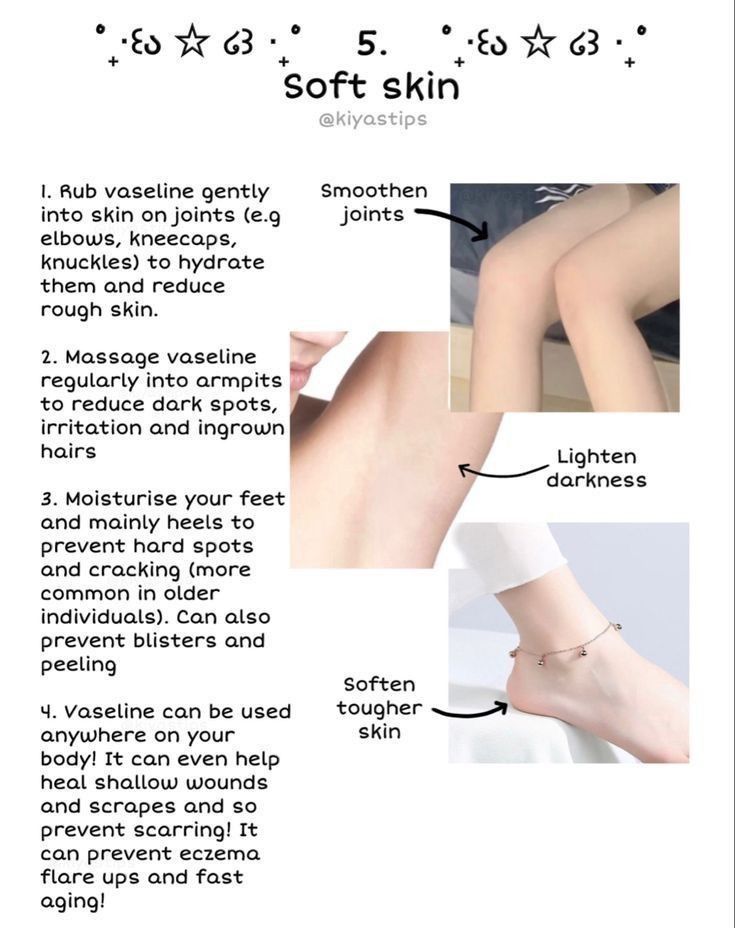 °₊·꒰ა ☆ ໒꒱ ·₊° 5. °₊·꒰ა ☆ ໒꒱ ·₊°
Soft skin
@kiyastips
1. Rub vaseline gently
into skin on joints (e.g
elbows, kneecaps,
knuckles) to hydrate
them and reduce
rough skin.
Smoothen
joints
2. Massage vaseline
regularly into armpits
to reduce dark spots,
irritation and ingrown
hairs
Lighten
darkness
3. Moisturise your feet
and mainly heels to
prevent hard spots
and cracking (more
common in older
individuals). Can also
prevent blisters and
peeling
Soften
tougher
skin
4. Vaseline can be used
anywhere on your
body! It can even help
heal shallow wounds
and scrapes and so
prevent scarring! It
can prevent eczema
flare ups and fast
aging!